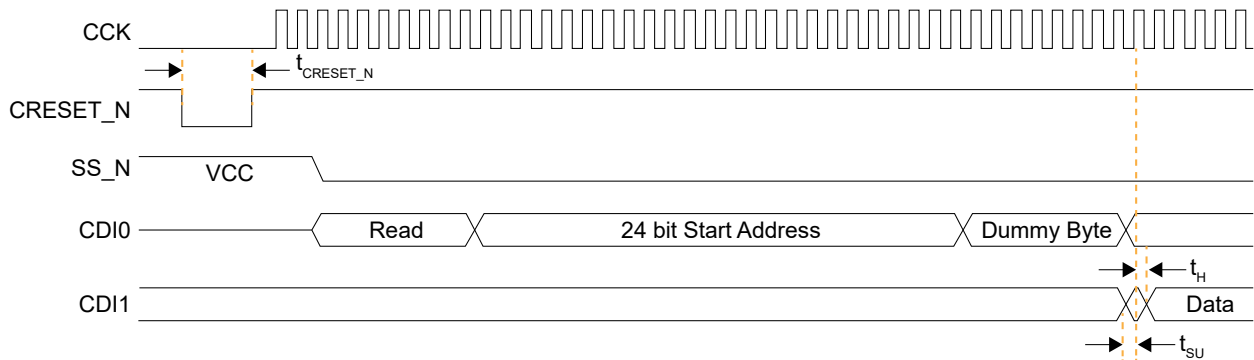 CCK
tCRESET_N
CRESET_N
SS_N VCC
CDI0 Read 24 bit Start Address Dummy Byte
tH
CDI1 Data
tSU